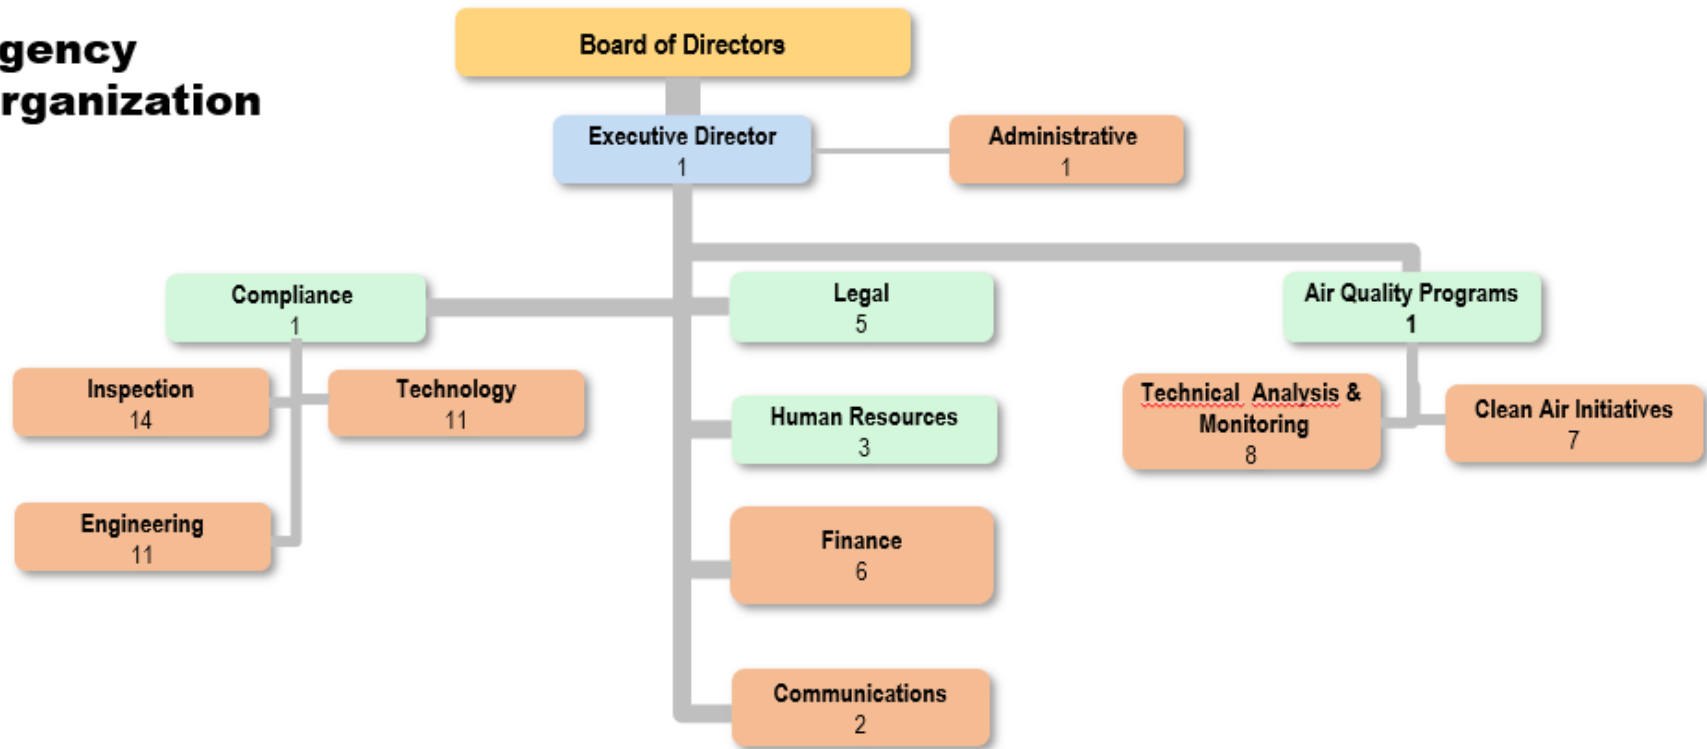 gency
rganization
Board of Directors
Executive Director
1
Administrative
1
Compliance
1
Legal
5
Air Quality Programs
1
Inspection
14
Technology
11
Human Resources
3
Technical Analysis &
Monitoring
8
Clean Air Initiatives
7
Engineering
11
Finance
6
Communications
2